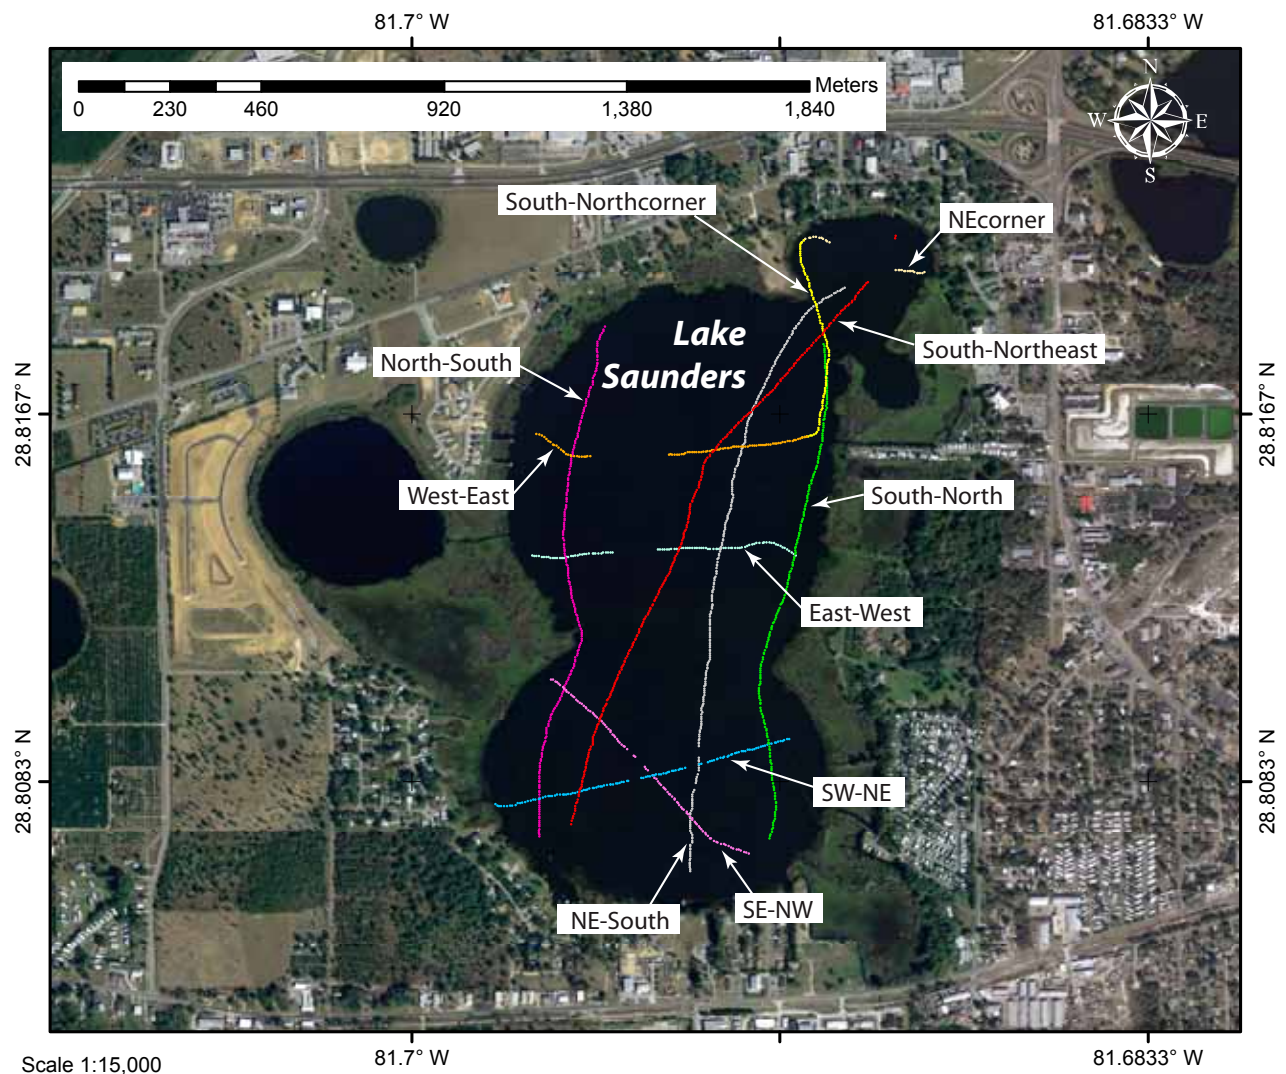 81.7° W
81.6833° W
Meters
0 230 460 920 1,380 1,840
N
W E
S
South-Northcorner
NEcorner
Lake
Saunders
South-Northeast
North-South
28.8167° N
28.8167° N
West-East
South-North
East-West
28.8083° N
28.8083° N
SW-NE
SE-NW
NE-South
81.7° W
81.6833° W
Scale 1:15,000